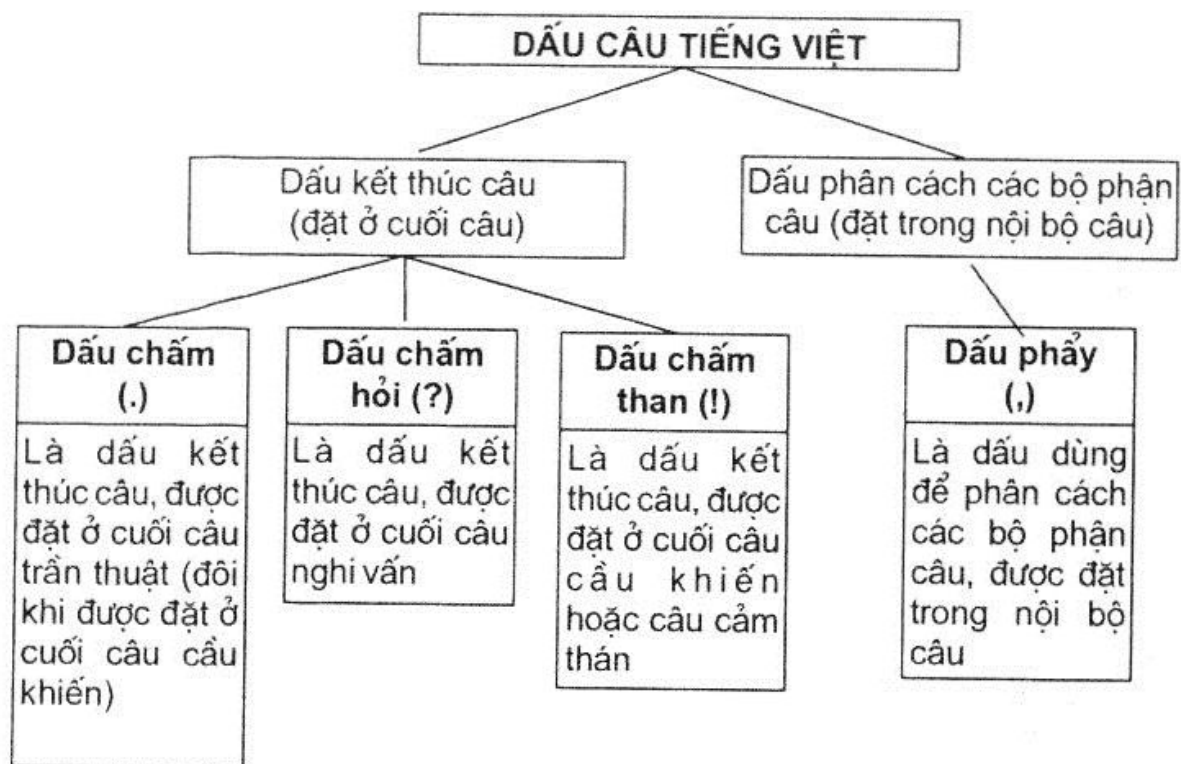 DẤU CÂU TIẾNG VIỆT
Dấu kết thúc câu
(đặt ở cuối câu)
Dấu phân cách các bộ phận
câu (đặt trong nội bộ câu)
Dấu chấm
(.)
Là dấu kết
thúc câu, được
đặt ở cuối câu
trần thuật (đôi
khi được đặt ở
cuối câu cầu
khiến)
Dấu chấm
hỏi (?)
Là dấu kết
thúc câu, được
đặt ở cuối câu
nghi vấn
Dấu chấm
than (!)
Là dấu kết
thúc câu, được
đặt ở cuối câu
cầu khiến
hoặc câu cảm
thán
Dấu phẩy
(,)
Là dấu dùng
để phân cách
các bộ phận
câu, được đặt
trong nội bộ
câu